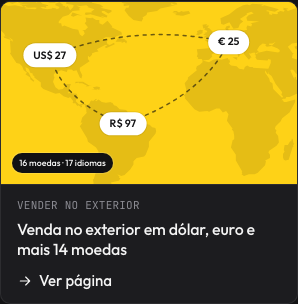 US$ 27
€ 25
R$ 97
16 moedas · 17 idiomas
VENDER NO EXTERIOR
Venda no exterior em dólar, euro e
mais 14 moedas
→ Ver página